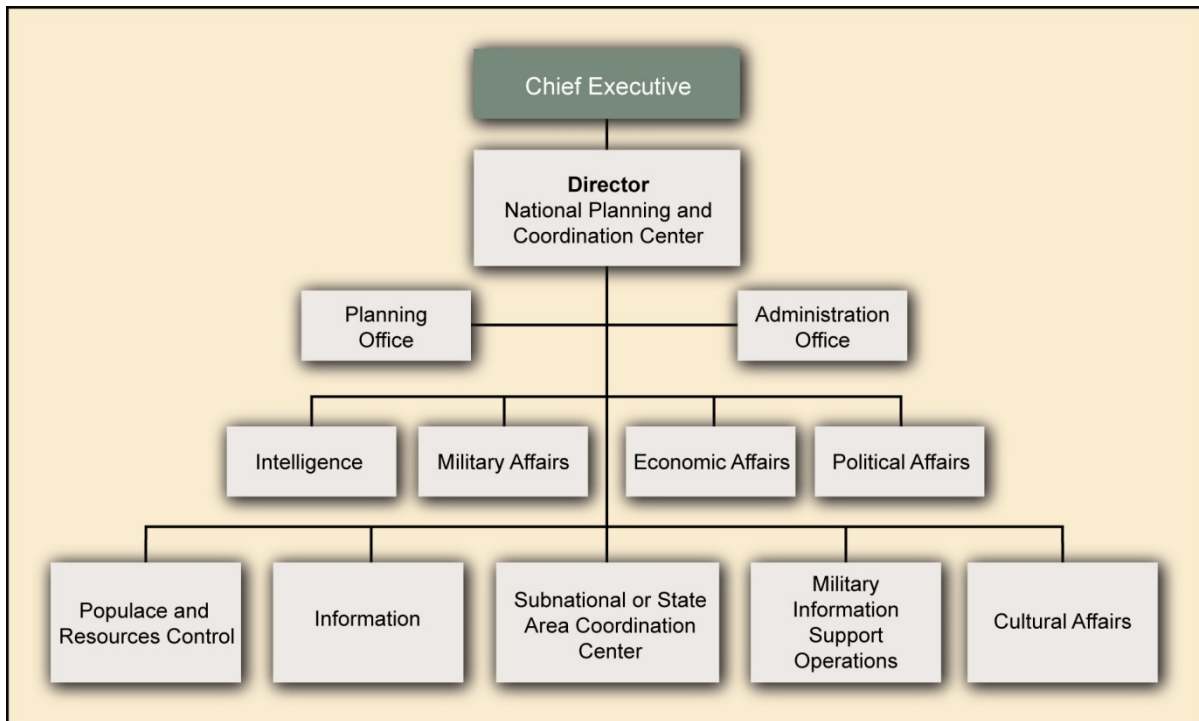 Chief Executive
Director
National Planning and
Coordination Center
Planning
Office
Administration
Office
Intelligence
Military Affairs
Economic Affairs
Political Affairs
Populace and
Resources Control
Information
Subnational or State
Area Coordination
Center
Military
Information
Support
Operations
Cultural Affairs